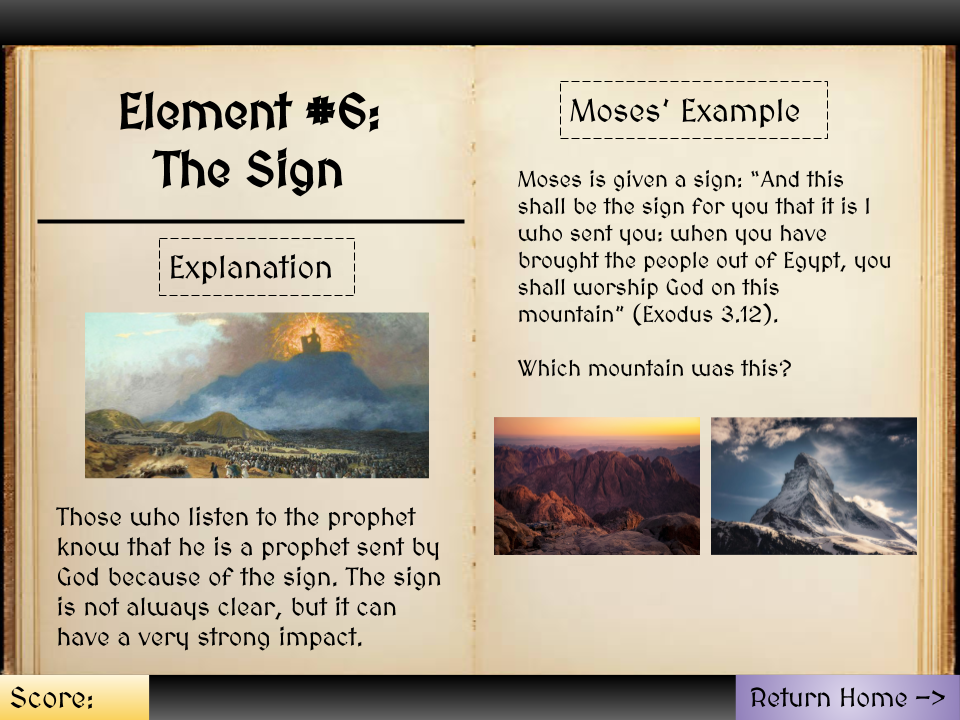 Element #6:
The Sign
Explanation
Those who listen to the prophet
know that he is a prophet sent by
God because of the sign. The sign
is not always clear, but it can
have a very strong impact.
Moses' Example
Moses is given a sign: “And this
shall be the sign for you that it is I
who sent you: when you have
brought the people out of Egypt, you
shall worship God on this
mountain” (Exodus 3.12).
Which mountain was this?
Score:
Return Home –>